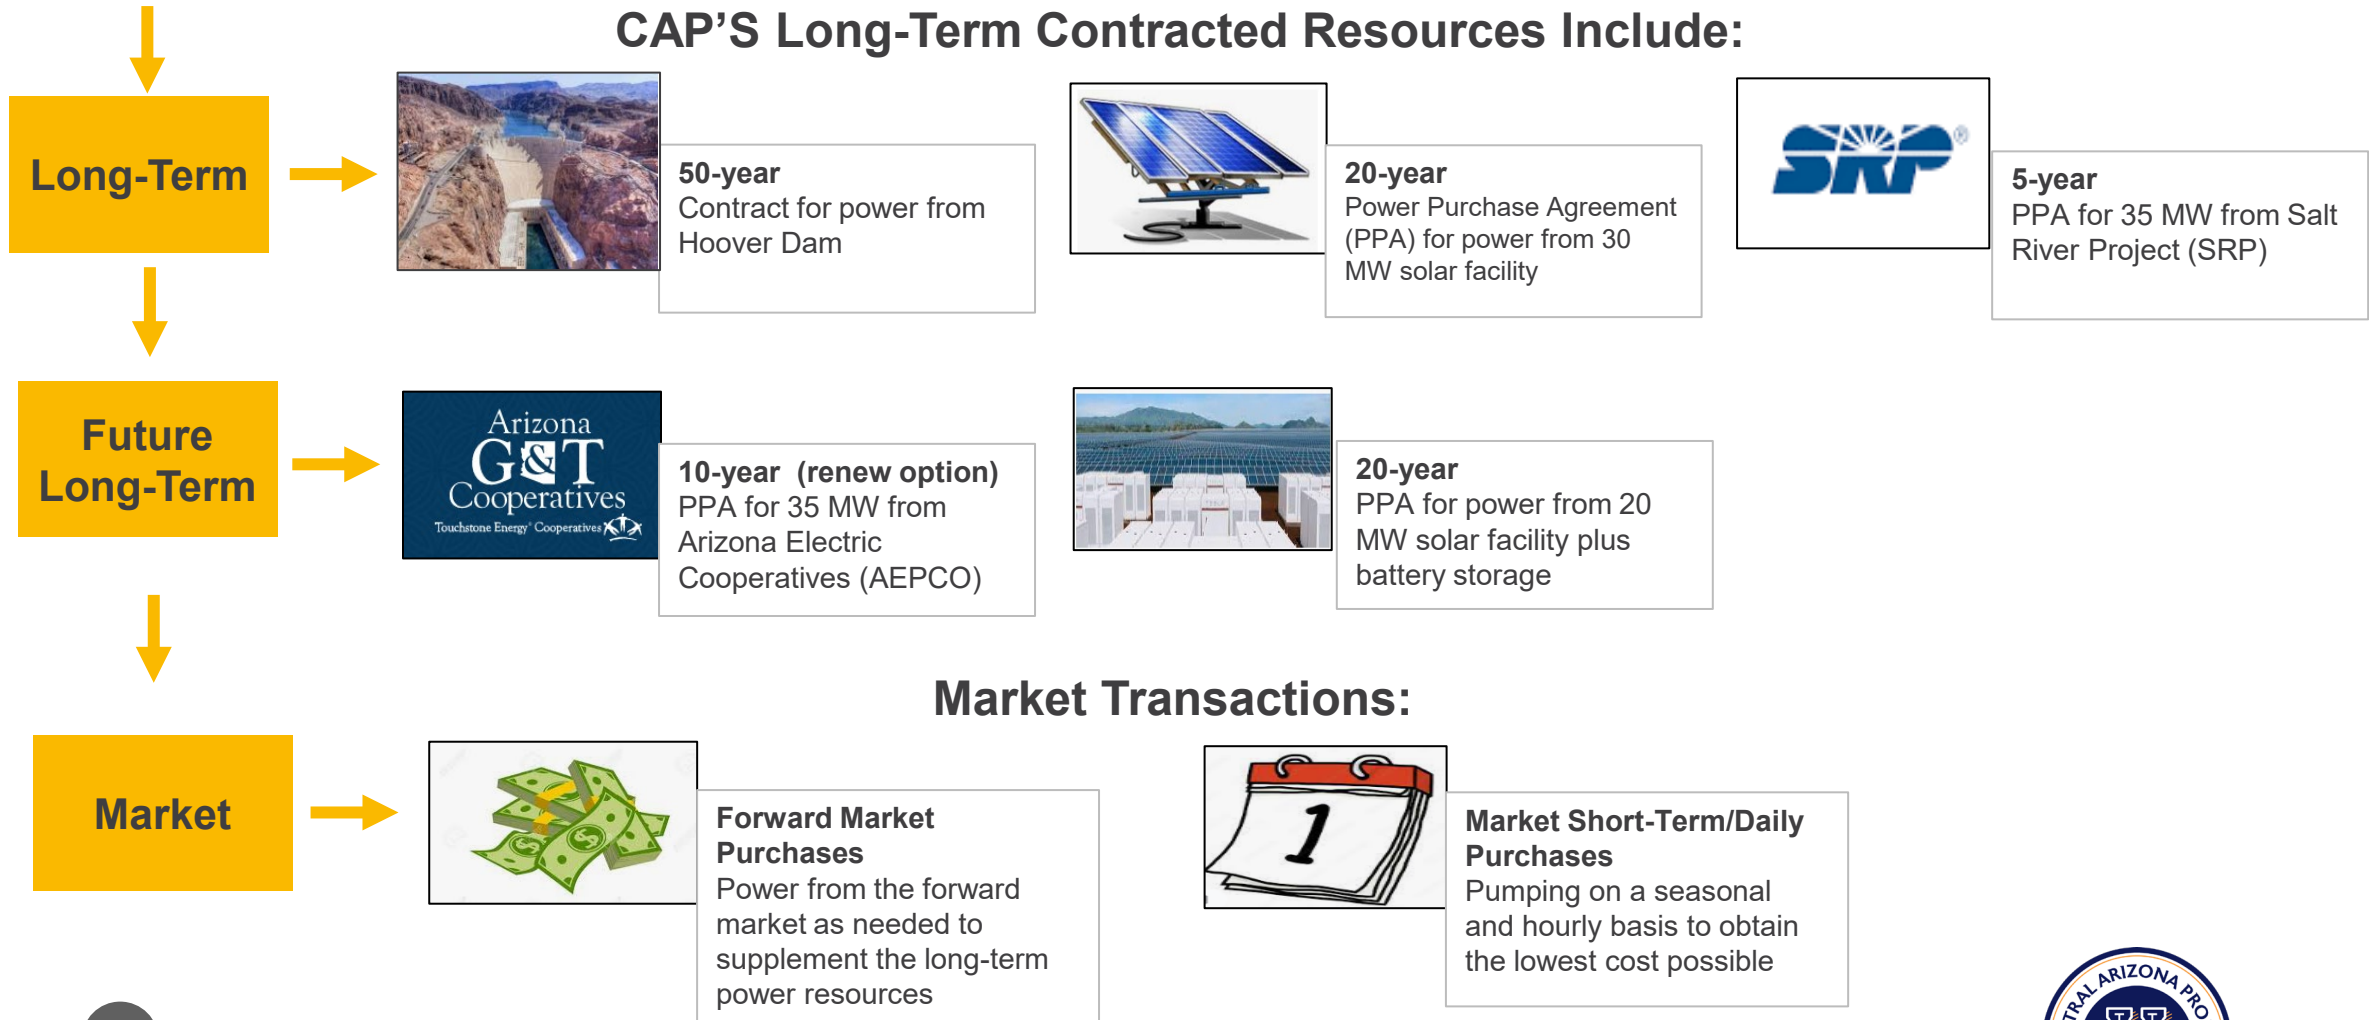 CAP'S Long-Term Contracted Resources Include:
Long-Term
50-year
Contract for power from
Hoover Dam
20-year
Power Purchase Agreement
(PPA) for power from 30
MW solar facility
SRP®
5-year
PPA for 35 MW from Salt
River Project (SRP)
Future
Long-Term
Arizona
G&T
Cooperatives
Touchstone Energy® Cooperatives
10-year (renew option)
PPA for 35 MW from
Arizona Electric
Cooperatives (AEPCO)
20-year
PPA for power from 20
MW solar facility plus
battery storage
Market Transactions:
Market
Forward Market
Purchases
Power from the forward
market as needed to
supplement the long-term
power resources
1
Market Short-Term/Daily
Purchases
Pumping on a seasonal
and hourly basis to obtain
the lowest cost possible
TRAL ARIZONA PRO